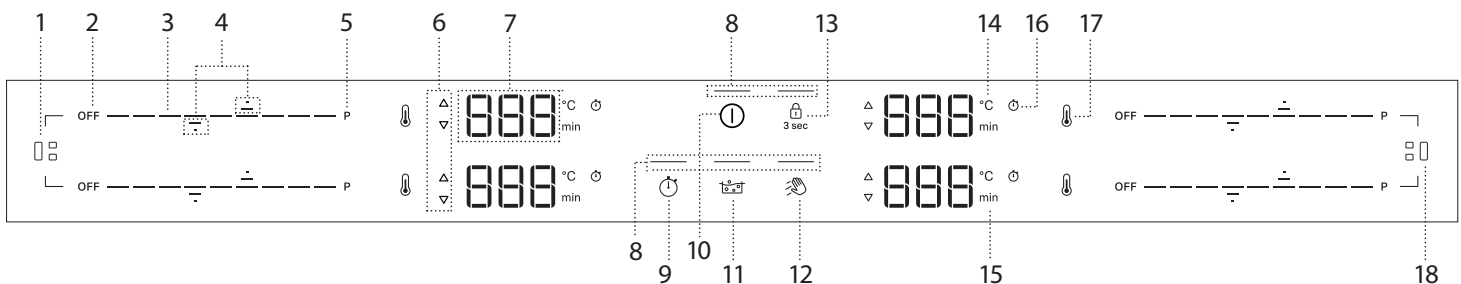 1 2 3 4 5 6 7 8 13 14 16 17
OFF P 888 °C 3 sec 888 °C OFF P
min min
OFF P 888 °C 888 °C OFF P
min min
8 9 10 11 12 15 18